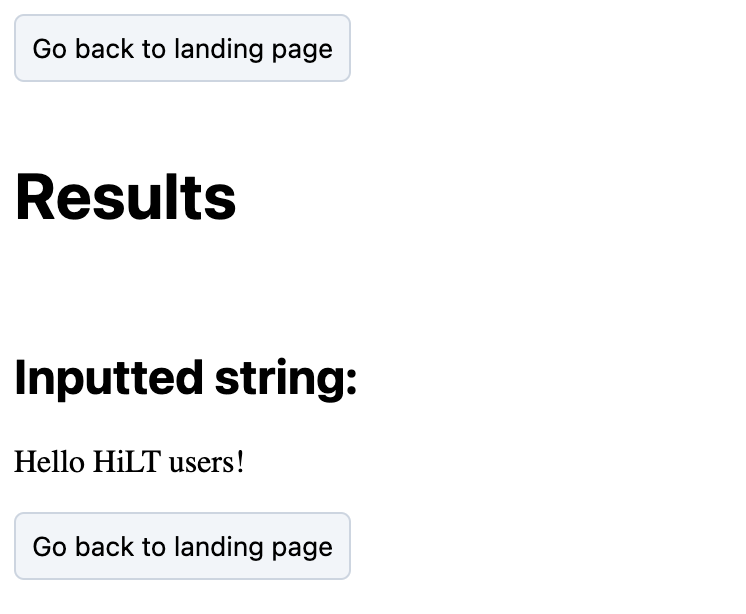 Go back to landing page
Results
Inputted string:
Hello HiLT users!
Go back to landing page